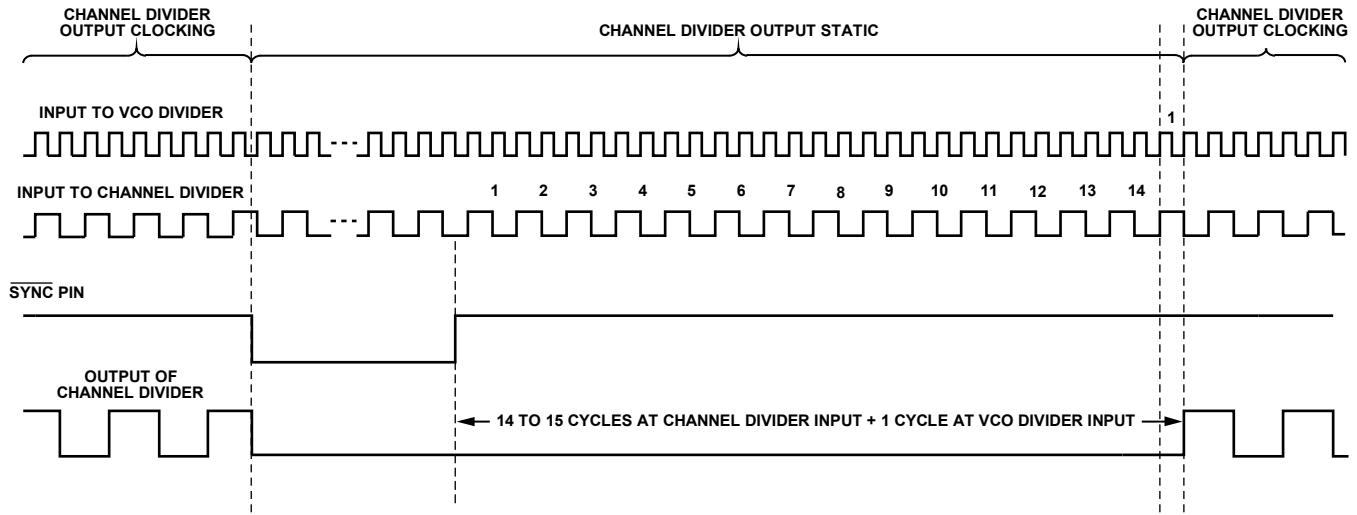 CHANNEL DIVIDER
OUTPUT CLOCKING
CHANNEL DIVIDER OUTPUT STATIC
CHANNEL DIVIDER
OUTPUT CLOCKING
INPUT TO VCO DIVIDER
1
INPUT TO CHANNEL DIVIDER
1 2 3 4 5 6 7 8 9 10 11 12 13 14
SYNC PIN
OUTPUT OF
CHANNEL DIVIDER
14 TO 15 CYCLES AT CHANNEL DIVIDER INPUT + 1 CYCLE AT VCO DIVIDER INPUT